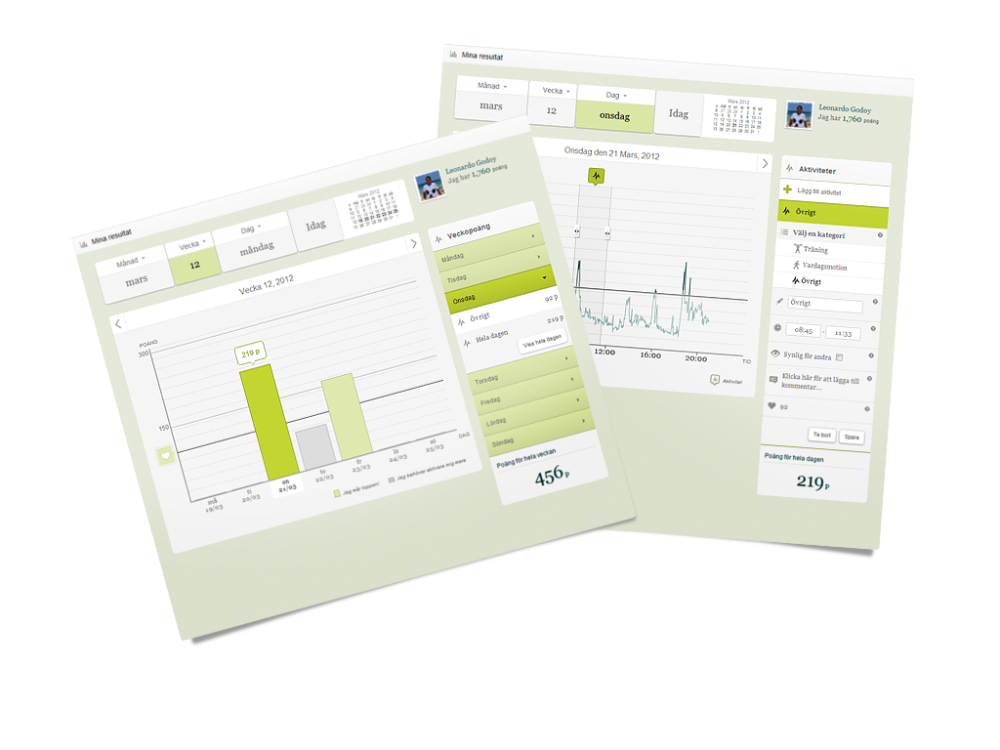 Mina resultat
Månad
Vecka
Dag
mars
12
måndag
Idag
Mars 2012
Leonardo Godoy
Jag har 1,760 poäng
Vecka 12, 2012
POÄNG
300
150
219 p
må
19/03
ti
20/03
on
21/03
to
22/03
fr
23/03
lö
24/03
sö
25/03
DAG
Jag når toppen!
Jag behöver aktivera mig mera
Veckopoäng
Måndag
Tisdag
Onsdag
Övrigt 92 p
Hela dagen 219 p
Visa hela dagen
Torsdag
Fredag
Lördag
Söndag
Poäng för hela veckan
456 p
Mina resultat
Månad
Vecka
Dag
mars
12
onsdag
Idag
Mars 2012
Leonardo Godoy
Jag har 1,760 poäng
Onsdag den 21 Mars, 2012
12:00
16:00
20:00
TID
Aktivitet
Aktiviteter
Lägg till aktivitet
Övrigt
Välj en kategori
Träning
Vardagsmotion
Övrigt
Övrigt
08:45 - 11:33
Synlig för andra
Klicka här för att lägga till
kommentar...
92
Ta bort
Spara
Poäng för hela dagen
219 p